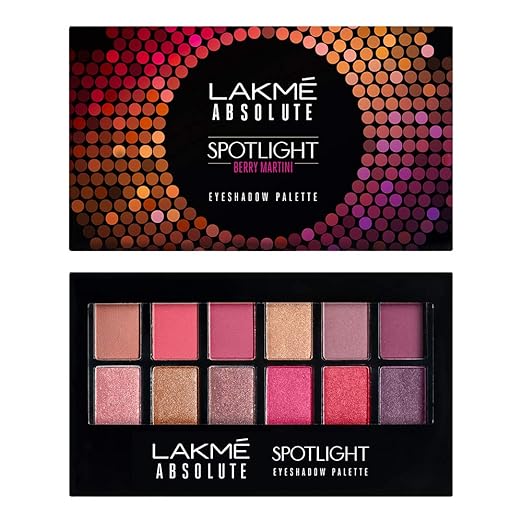 LAKMÉ
ABSOLUTE
SPOTLIGHT
BERRY MARTINI
EYESHADOW PALETTE
LAKMÉ SPOTLIGHT
ABSOLUTE EYESHADOW PALETTE